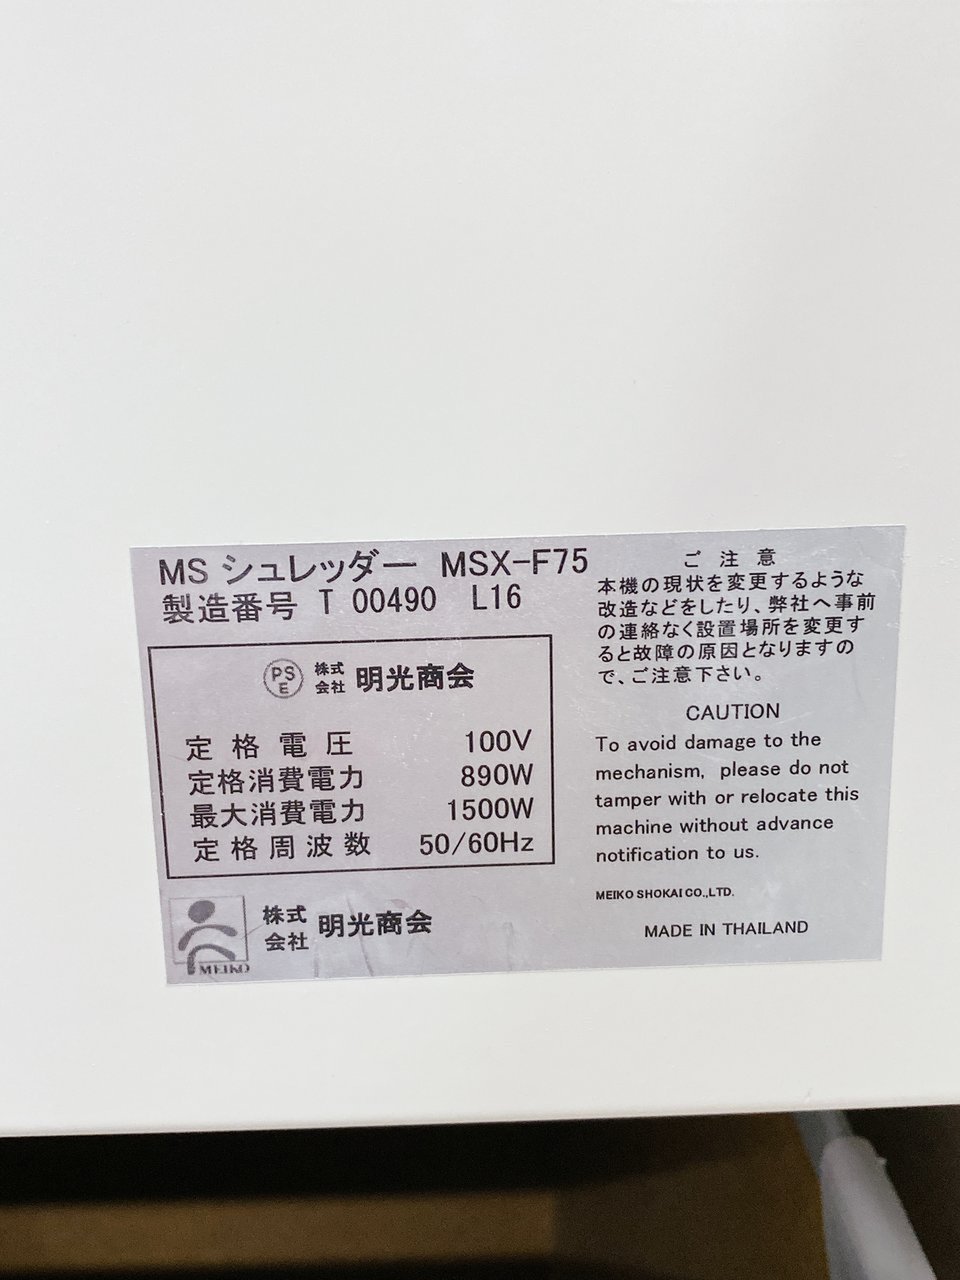 MS シュレッダー MSX-F75
製造番号 T 00490 L16
PS
E
株式
会社 明光商会
定格電圧 100V
定格消費電力 890W
最大消費電力 1500W
定格周波数 50/60Hz
株式
会社 明光商会
MEIKO
ご注意
本機の現状を変更するような
改造などをしたり、弊社へ事前
の連絡なく設置場所を変更す
ると故障の原因となりますの
で、ご注意下さい。
CAUTION
To avoid damage to the
mechanism, please do not
tamper with or relocate this
machine without advance
notification to us.
MEIKO SHOKAI CO.,LTD.
MADE IN THAILAND